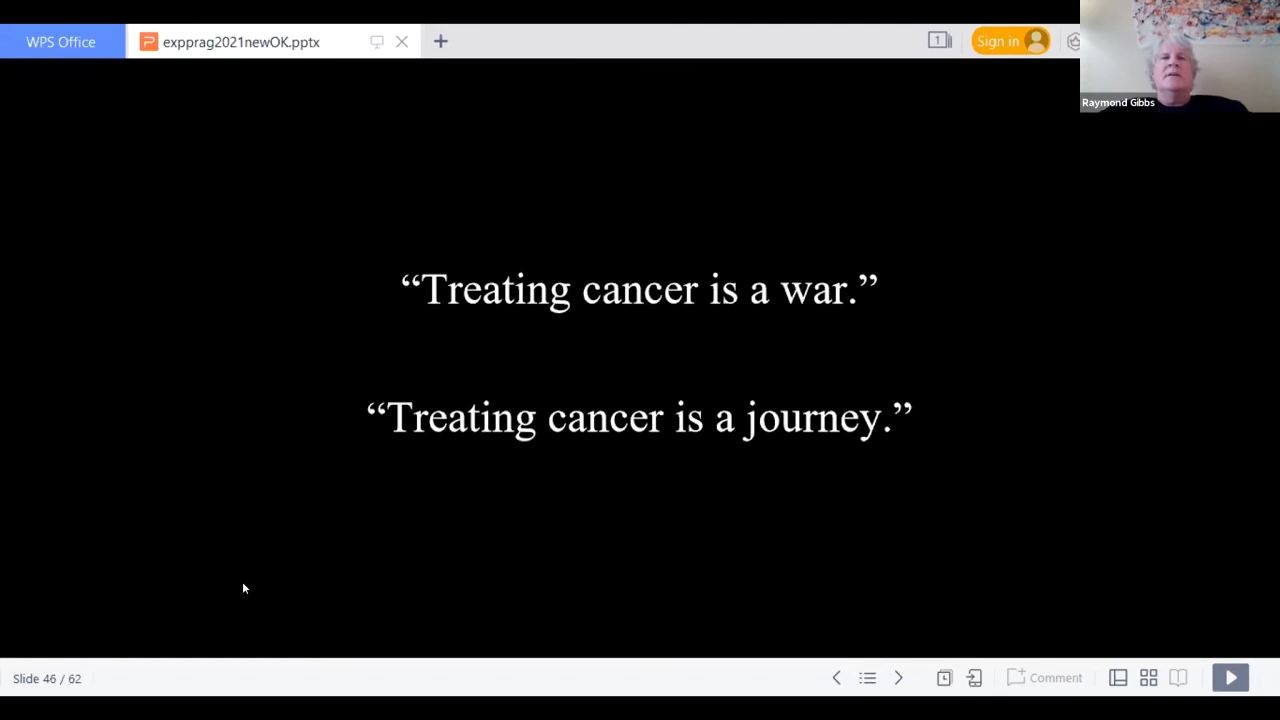 WPS Office
expprag2021newOK.pptx
1
Sign in
Raymond Gibbs
“Treating cancer is a war.”
“Treating cancer is a journey.”
Slide 46 / 62
Comment